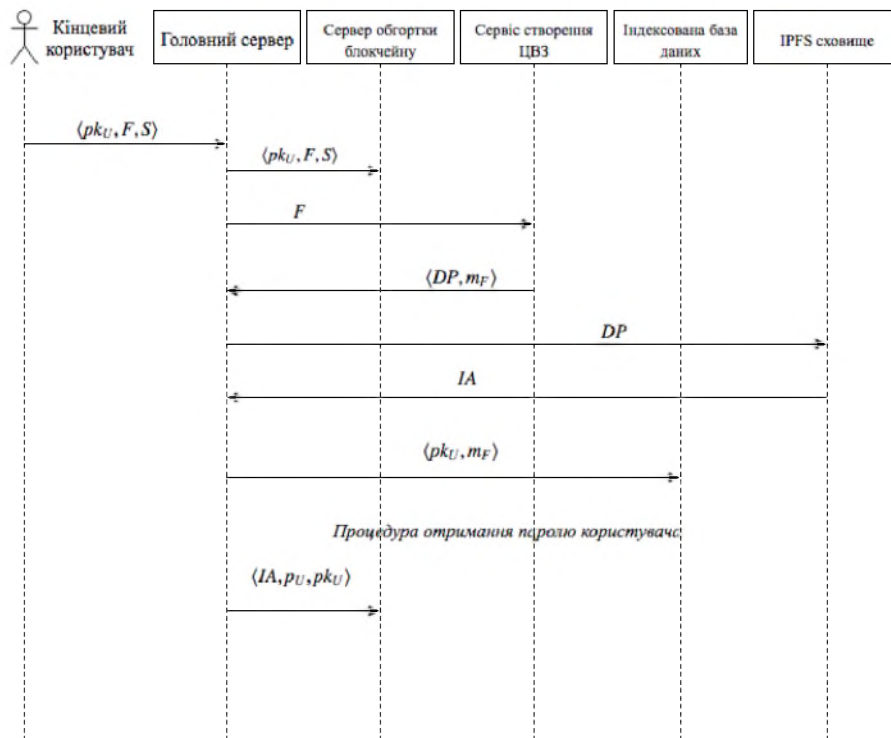 Кінцевий
користувач
Головний сервер
Сервер обгортки
блокчейну
Сервіс створення
ЦВЗ
Індексована база
даних
IPFS сховище
⟨pk_U, F, S⟩
⟨pk_U, F, S⟩
F
⟨DP, m_F⟩
DP
IA
⟨pk_U, m_F⟩
Процедура отримання паролю користувача
⟨IA, p_U, pk_U⟩